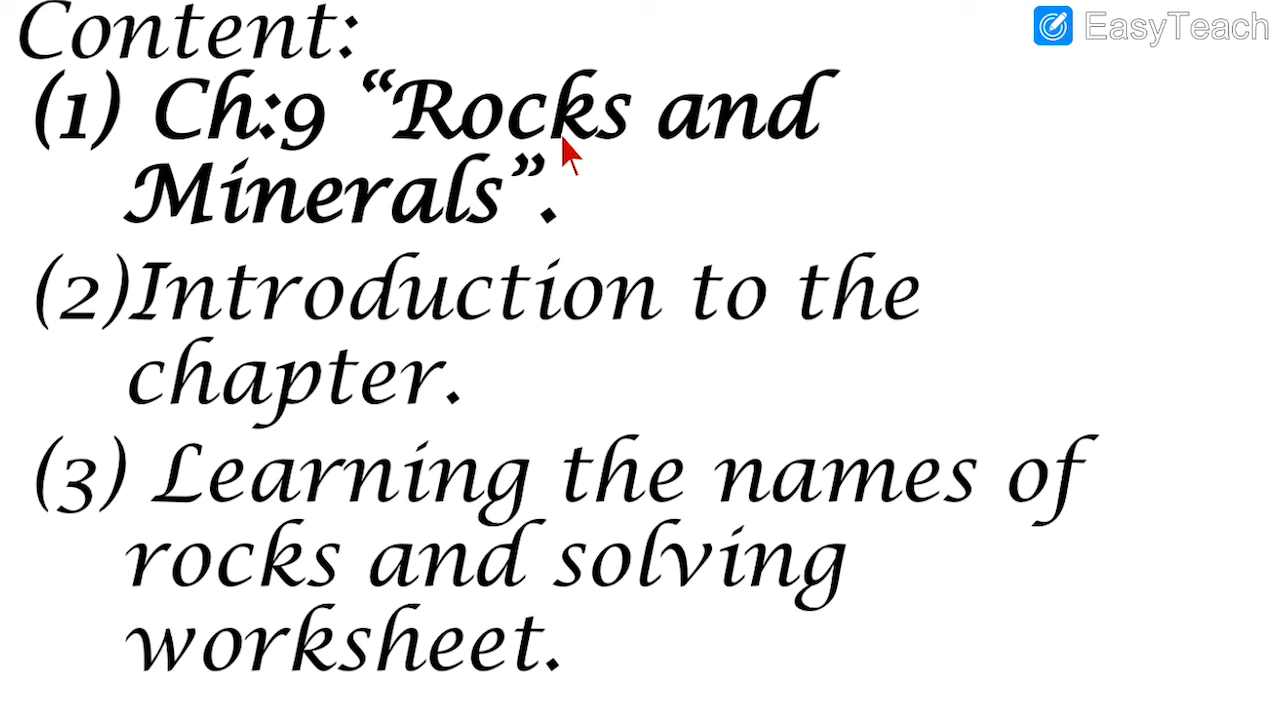 Content:
EasyTeach
(1) Ch:9 “Rocks and
Minerals”.
(2)Introduction to the
chapter.
(3) Learning the names of
rocks and solving
worksheet.